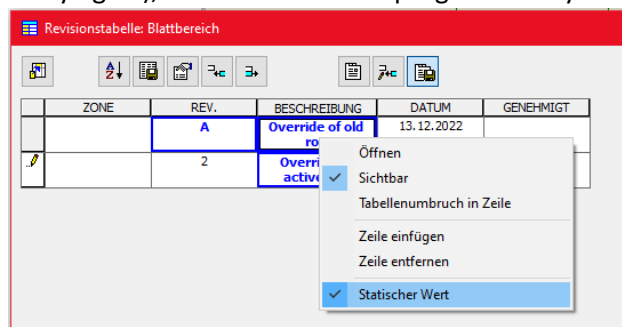 Revisionstabelle: Blattbereich
ZONE REV. BESCHREIBUNG DATUM GENEHMIGT
A Override of old 13.12.2022
2
Öffnen
Sichtbar
Tabellenumbruch in Zeile
Zeile einfügen
Zeile entfernen
Statischer Wert